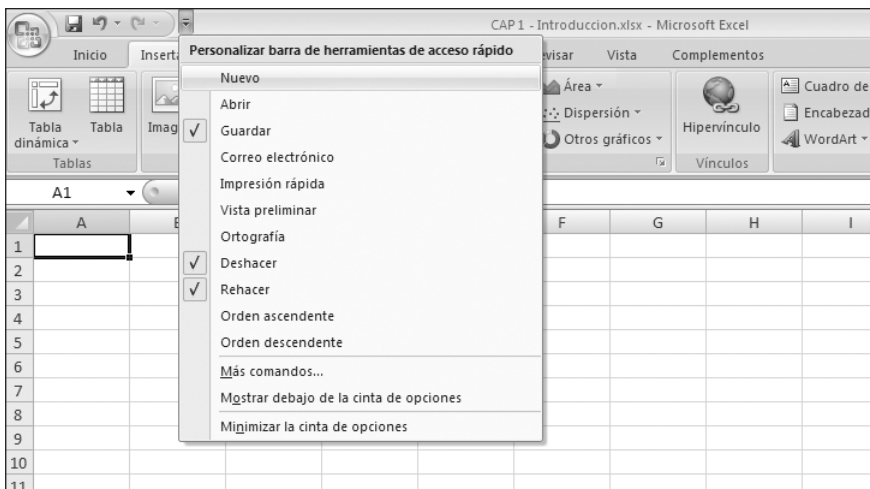 CAP 1 - Introduccion.xlsx - Microsoft Excel
Inicio
Vista
Complementos
Personalizar barra de herramientas de acceso rápido
Nuevo
Abrir
Guardar
Correo electrónico
Impresión rápida
Vista preliminar
Ortografía
Deshacer
Rehacer
Orden ascendente
Orden descendente
Más comandos...
Mostrar debajo de la cinta de opciones
Minimizar la cinta de opciones
Tabla dinámica
Tabla
Tablas
Área
Dispersión
Otros gráficos
Hipervínculo
Vínculos
Cuadro de
WordArt
A1
A F G H I
1
2
3
4
5
6
7
8
9
10
11